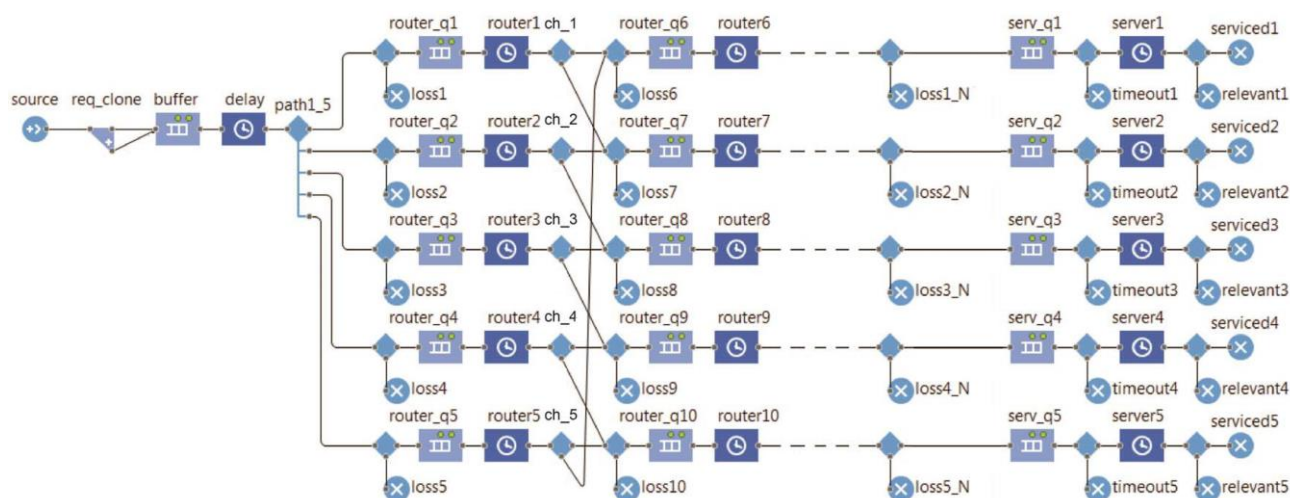 router_q1 router1 ch_1 router_q6 router6 serv_q1 server1 serviced1
source req_clone buffer delay path1_5 loss1 loss6 loss1_N timeout1 relevant1
router_q2 router2 ch_2 router_q7 router7 serv_q2 server2 serviced2
loss2 loss7 loss2_N timeout2 relevant2
router_q3 router3 ch_3 router_q8 router8 serv_q3 server3 serviced3
loss3 loss8 loss3_N timeout3 relevant3
router_q4 router4 ch_4 router_q9 router9 serv_q4 server4 serviced4
loss4 loss9 loss4_N timeout4 relevant4
router_q5 router5 ch_5 router_q10 router10 serv_q5 server5 serviced5
loss5 loss10 loss5_N timeout5 relevant5